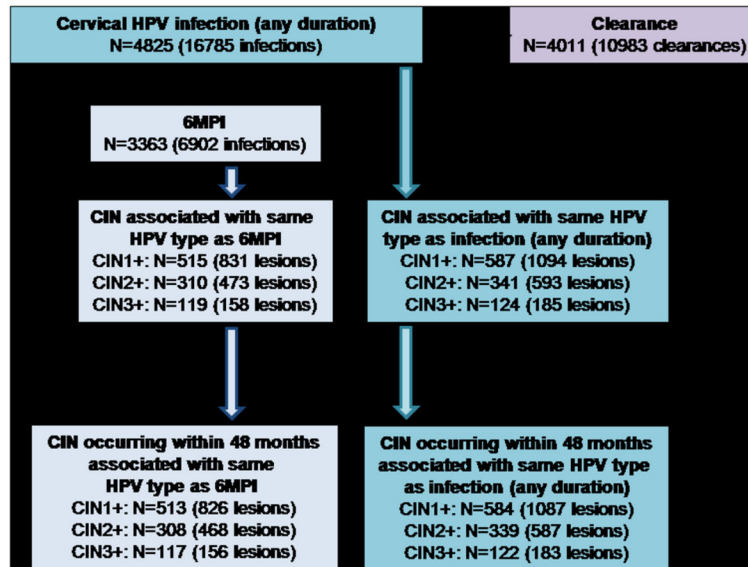 Cervical HPV infection (any duration)
N=4825 (16785 infections)
Clearance
N=4011 (10983 clearances)
6MPI
N=3363 (6902 infections)
CIN associated with same
HPV type as 6MPI
CIN1+: N=515 (831 lesions)
CIN2+: N=310 (473 lesions)
CIN3+: N=119 (158 lesions)
CIN associated with same HPV
type as infection (any duration)
CIN1+: N=587 (1094 lesions)
CIN2+: N=341 (593 lesions)
CIN3+: N=124 (185 lesions)
CIN occurring within 48 months
associated with same
HPV type as 6MPI
CIN1+: N=513 (826 lesions)
CIN2+: N=308 (468 lesions)
CIN3+: N=117 (156 lesions)
CIN occurring within 48 months
associated with same HPV type
as infection (any duration)
CIN1+: N=584 (1087 lesions)
CIN2+: N=339 (587 lesions)
CIN3+: N=122 (183 lesions)